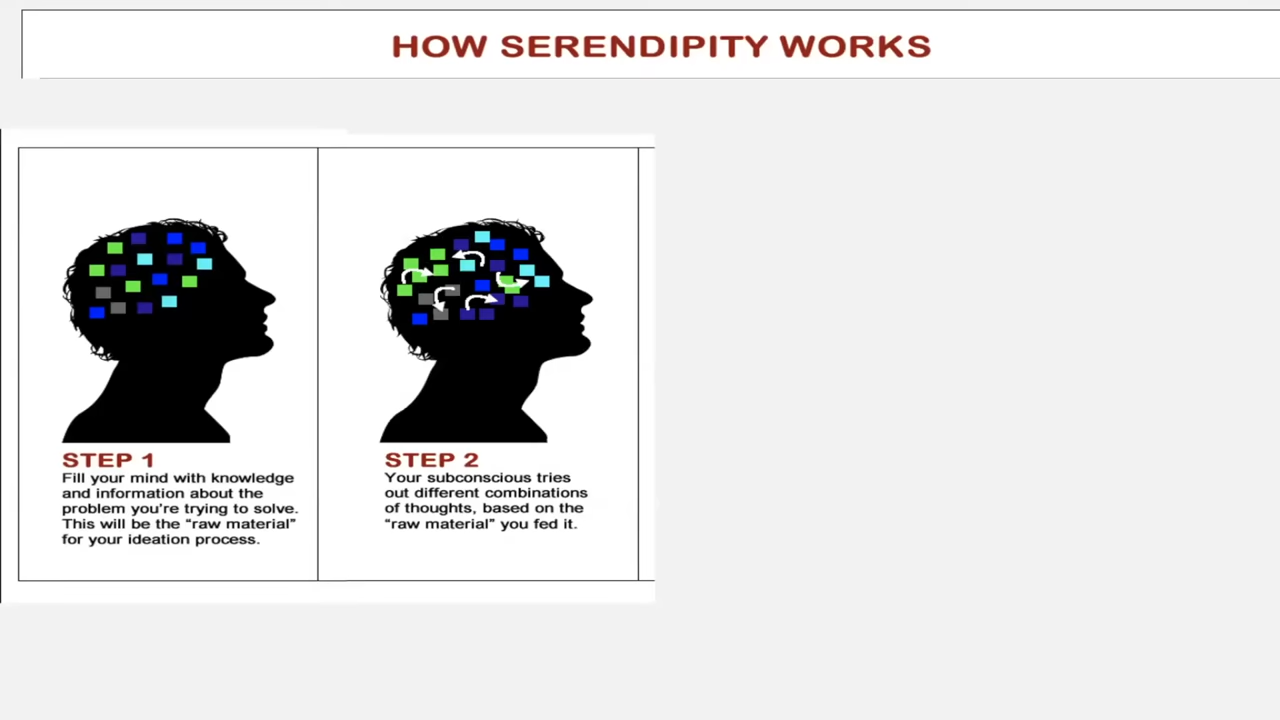 HOW SERENDIPITY WORKS
STEP 1
Fill your mind with knowledge
and information about the
problem you're trying to solve.
This will be the “raw material”
for your ideation process.
STEP 2
Your subconscious tries
out different combinations
of thoughts, based on the
“raw material” you fed it.